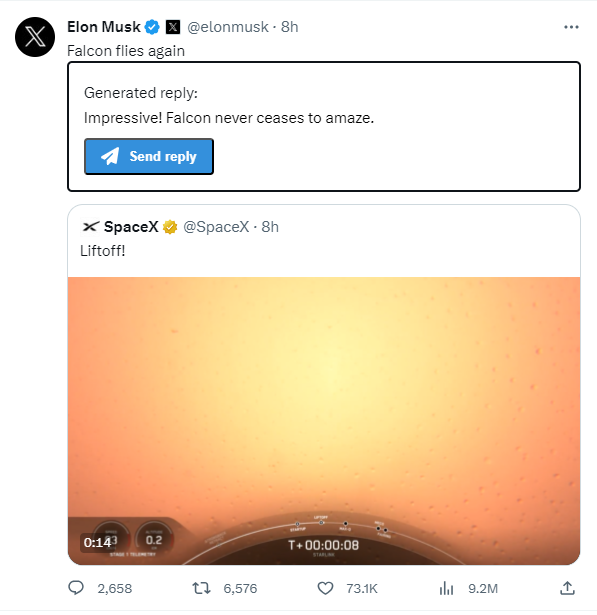 Elon Musk @elonmusk · 8h
Falcon flies again
Generated reply:
Impressive! Falcon never ceases to amaze.
Send reply
SpaceX @SpaceX · 8h
Liftoff!
LIFTOFF
STARTUP
MAX-Q
0:14
0.2
T+00:00:08
STARLINK
STAGE 1 TELEMETRY
2,658 6,576 73.1K 9.2M